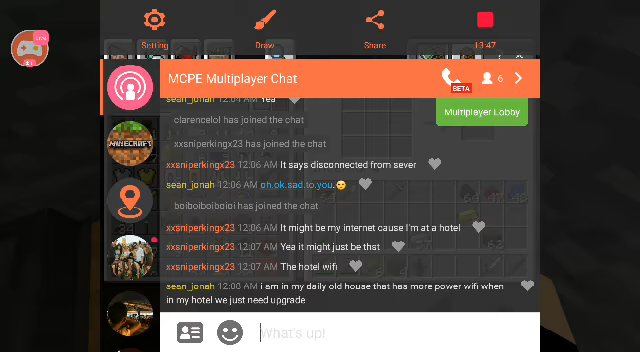 LIVE
Setting
Draw
Share
13:47
MCPE Multiplayer Chat
BETA
6
Multiplayer Lobby
sean_jonah 12:04 AM Yea
clarencelol has joined the chat
xxsniperkingx23 has joined the chat
xxsniperkingx23 12:06 AM It says disconnected from sever
sean_jonah 12:06 AM oh.ok.sad.to.you.
boiboiboiboioi has joined the chat
xxsniperkingx23 12:06 AM It might be my internet cause I'm at a hotel
xxsniperkingx23 12:07 AM Yea it might just be that
xxsniperkingx23 12:07 AM The hotel wifi
sean_jonah 12:08 AM i am in my daily old house that has more power wifi when
in my hotel we just need upgrade
What's up!
MINECRAFT
34
62